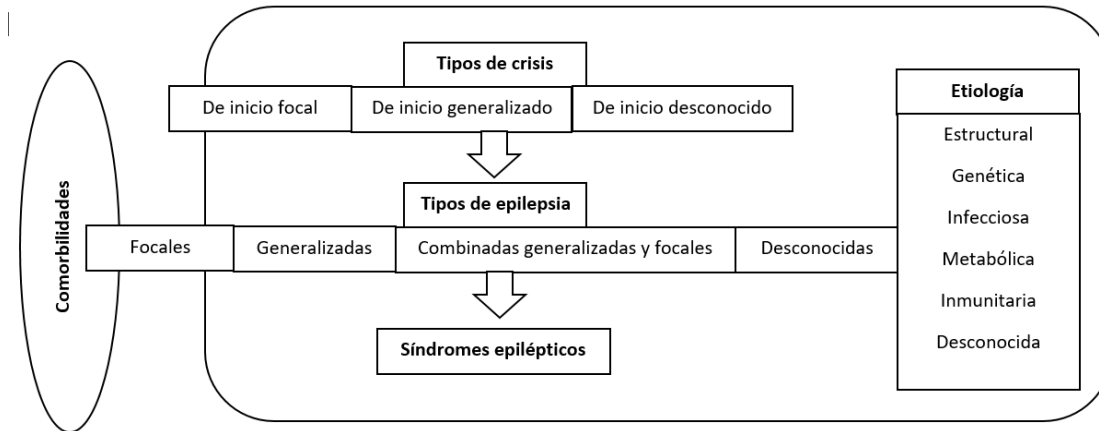 Tipos de crisis
De inicio focal
De inicio generalizado
De inicio desconocido
Tipos de epilepsia
Focales
Generalizadas
Combinadas generalizadas y focales
Desconocidas
Síndromes epilépticos
Comorbilidades
Etiología
Estructural
Genética
Infecciosa
Metabólica
Inmunitaria
Desconocida